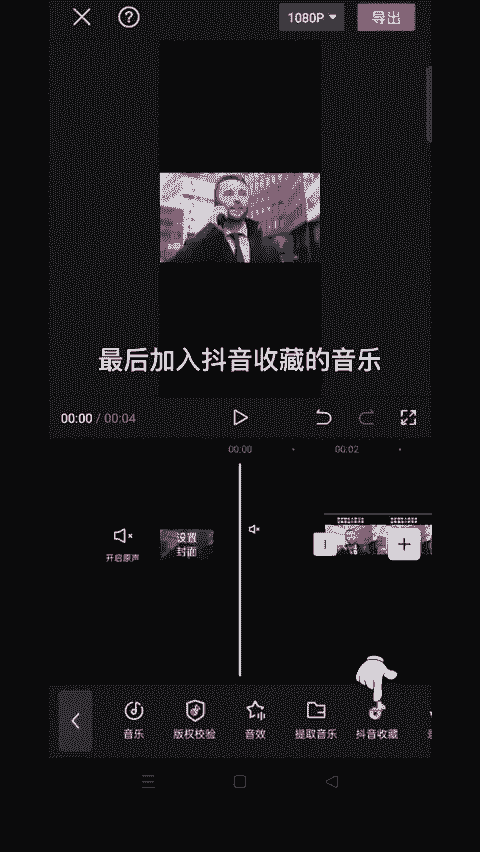 1080P
导出
最后加入抖音收藏的音乐
00:00 / 00:04
00:00
00:02
开启原声
设置
封面
音乐
版权校验
音效
提取音乐
抖音收藏